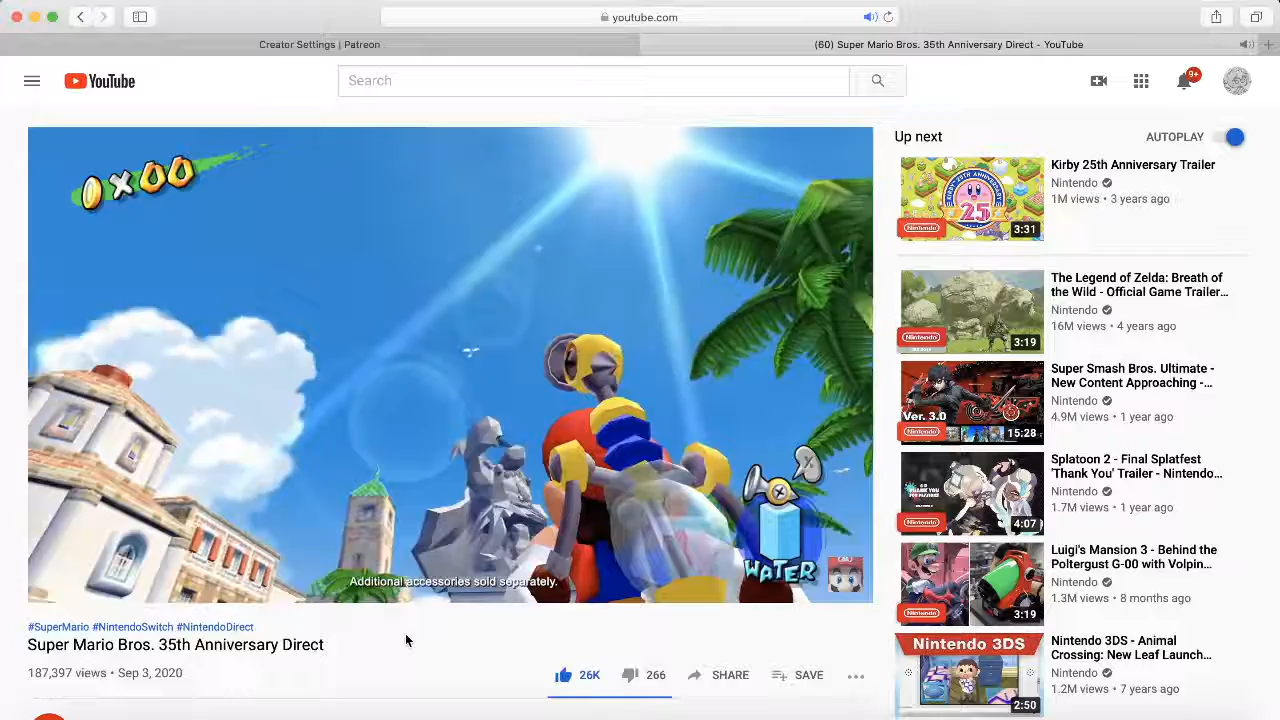 youtube.com
Creator Settings | Patreon
(60) Super Mario Bros. 35th Anniversary Direct - YouTube
YouTube
Search
9+
0×00
WATER
Additional accessories sold separately.
#SuperMario #NintendoSwitch #NintendoDirect
Super Mario Bros. 35th Anniversary Direct
187,397 views • Sep 3, 2020
26K
266
SHARE
SAVE
Up next
AUTOPLAY
25
Nintendo
3:31
Kirby 25th Anniversary Trailer
Nintendo
1M views • 3 years ago
Nintendo
3:19
The Legend of Zelda: Breath of
the Wild - Official Game Trailer...
Nintendo
16M views • 4 years ago
Ver. 3.0
Nintendo
15:28
Super Smash Bros. Ultimate -
New Content Approaching -...
Nintendo
4.9M views • 1 year ago
Nintendo
4:07
Splatoon 2 - Final Splatfest
'Thank You' Trailer - Nintendo...
Nintendo
1.7M views • 1 year ago
Nintendo
3:19
Luigi's Mansion 3 - Behind the
Poltergust G-00 with Volpin...
Nintendo
1.3M views • 8 months ago
Nintendo 3DS
2:50
Nintendo 3DS - Animal
Crossing: New Leaf Launch...
Nintendo
1.2M views • 7 years ago